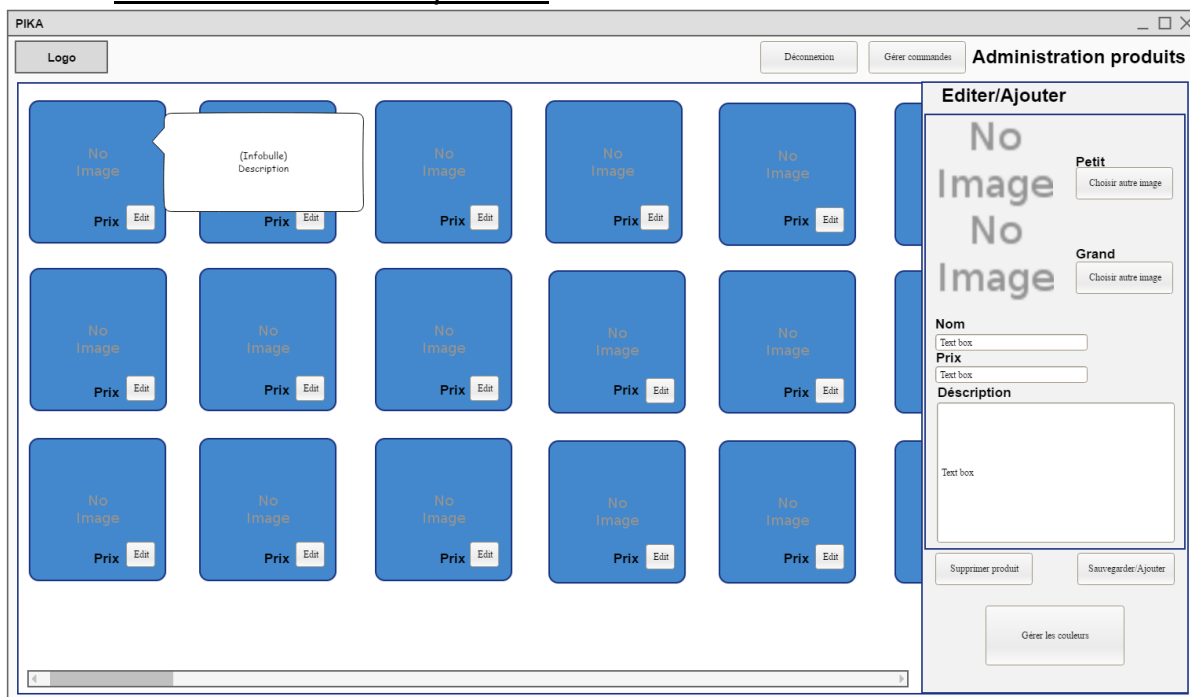 PIKA
Logo
Déconnexion
Gérer commandes
Administration produits
Editer/Ajouter
No
Image
Petit
Choisir autre image
No
Image
Grand
Choisir autre image
Nom
Text box
Prix
Text box
Déscription
Text box
Supprimer produit
Sauvegarder/Ajouter
Gérer les couleurs
No
Image
Prix Edit
(Infobulle)
Description
Prix Edit
No
Image
Prix Edit
No
Image
Prix Edit
No
Image
Prix Edit
No
Image
Prix Edit
No
Image
Prix Edit
No
Image
Prix Edit
No
Image
Prix Edit
No
Image
Prix Edit
No
Image
Prix Edit
No
Image
Prix Edit
No
Image
Prix Edit
No
Image
Prix Edit
No
Image
Prix Edit